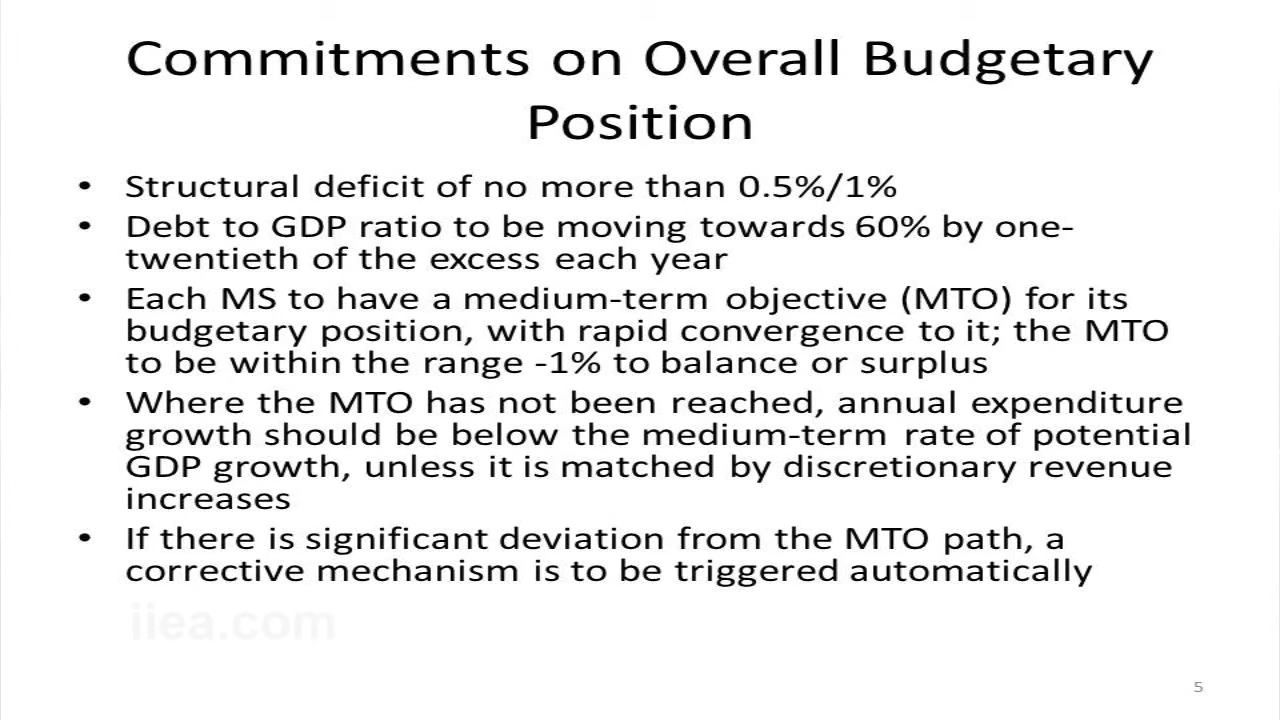 Commitments on Overall Budgetary
Position
• Structural deficit of no more than 0.5%/1%
• Debt to GDP ratio to be moving towards 60% by one-
twentieth of the excess each year
• Each MS to have a medium-term objective (MTO) for its
budgetary position, with rapid convergence to it; the MTO
to be within the range -1% to balance or surplus
• Where the MTO has not been reached, annual expenditure
growth should be below the medium-term rate of potential
GDP growth, unless it is matched by discretionary revenue
increases
• If there is significant deviation from the MTO path, a
corrective mechanism is to be triggered automatically
iiea.com
5